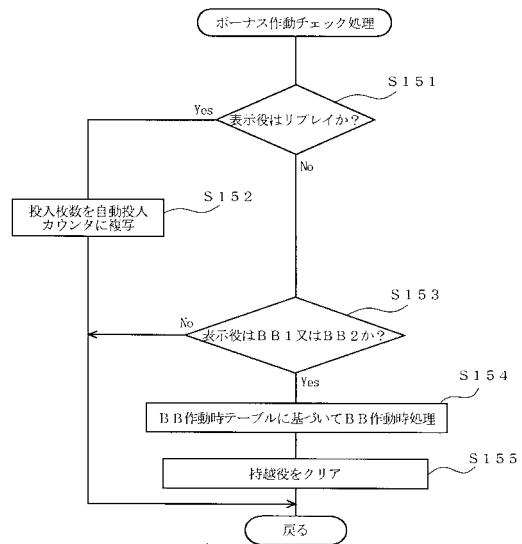 ボーナス作動チェック処理
S151
Yes
表示役はリプレイか?
No
S152
投入枚数を自動投入
カウンタに複写
S153
No
表示役はBB1又はBB2か?
Yes
S154
BB作動時テーブルに基づいてBB作動時処理
S155
持越役をクリア
戻る